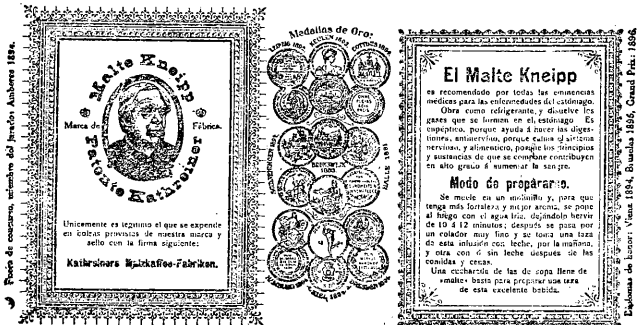 Fuera de concurso, miembro del Jurado Amberes 1894.
Malte Kneipp
Marca de Fábrica.
Patente Kathreiner
Unicamente es legítimo el que se expende
en bolsas provistas de nuestra marca y
sello con la firma siguiente:
Kathreiners Malzkaffee-Fabriken.
Medallas de Oro:
El Malte Kneipp
es recomendado por todas las eminencias
médicas para las enfermedades del estómago.
Obra como refrigerante, y disuelve los
gases que se formen en el estómago Es
eupéptico, porque ayuda á hacer las diges-
tiones, antinervioso, porque calma el sistema
nervioso, y alimenticio, porque los principios
y sustancias de que se compone contribuyen
en alto grado á aumentar la sangre.
Modo de prepararlo.
Se muele en un molinillo y, para que
tenga más fortaleza y mejor aroma, se pone
al fuego con el agua fría, dejándolo hervir
de 10 á 12 minutos; después se pasa por
un colador muy fino y se toma una taza
de esta infusión con leche, por la mañana,
y otra con ó sin leche después de las
comidas y cenas.
Una cucharada de las de sopa llena de
«malte» basta para preparar una taza
de esta excelente bebida.
Diplomas de honor: Viena 1894, Bruselas 1895, Grand Prix: 1896.